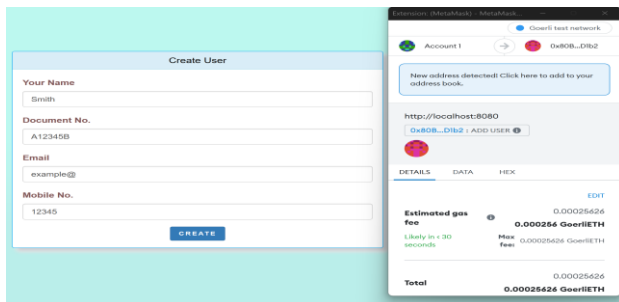 Create User
Your Name
Smith
Document No.
A12345B
Email
example@
Mobile No.
12345
CREATE
Extension: (MetaMask) - MetaMask...
Goerli test network
Account 1
0x80B...D1b2
New address detected! Click here to add to your
address book.
http://localhost:8080
0x80B...D1b2 : ADD USER
DETAILS DATA HEX
EDIT
Estimated gas
fee
0.00025626
0.000256 GoerliETH
Likely in < 30
seconds
Max
fee:
0.00025626 GoerliETH
Total
0.00025626
0.00025626 GoerliETH